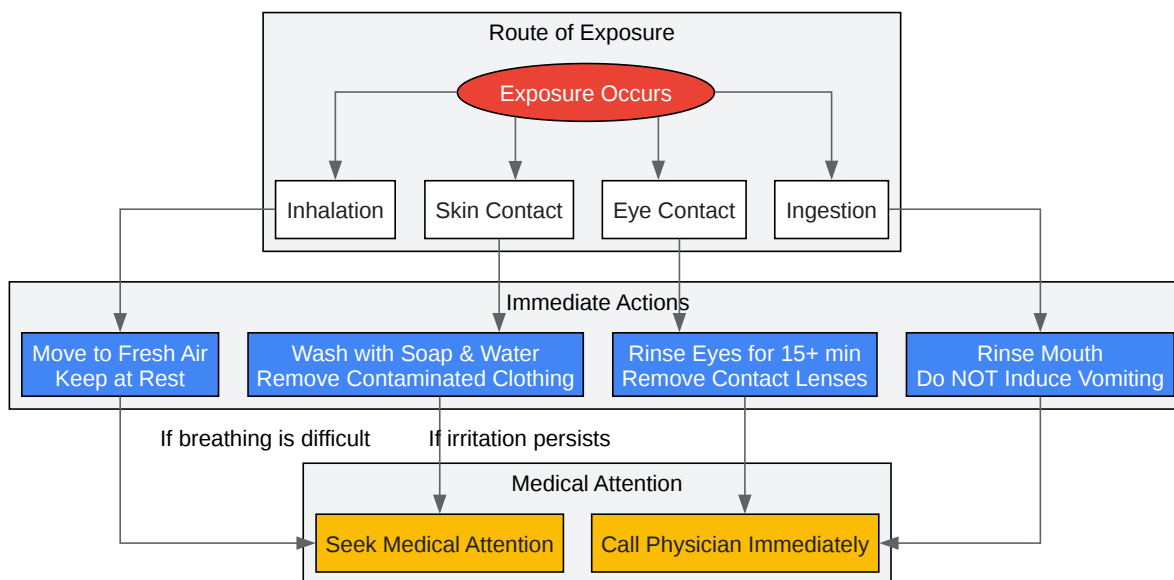 Route of Exposure
Exposure Occurs
Inhalation
Skin Contact
Eye Contact
Ingestion
Immediate Actions
Move to Fresh Air
Keep at Rest
Wash with Soap & Water
Remove Contaminated Clothing
Rinse Eyes for 15+ min
Remove Contact Lenses
Rinse Mouth
Do NOT Induce Vomiting
If breathing is difficult
If irritation persists
Medical Attention
Seek Medical Attention
Call Physician Immediately